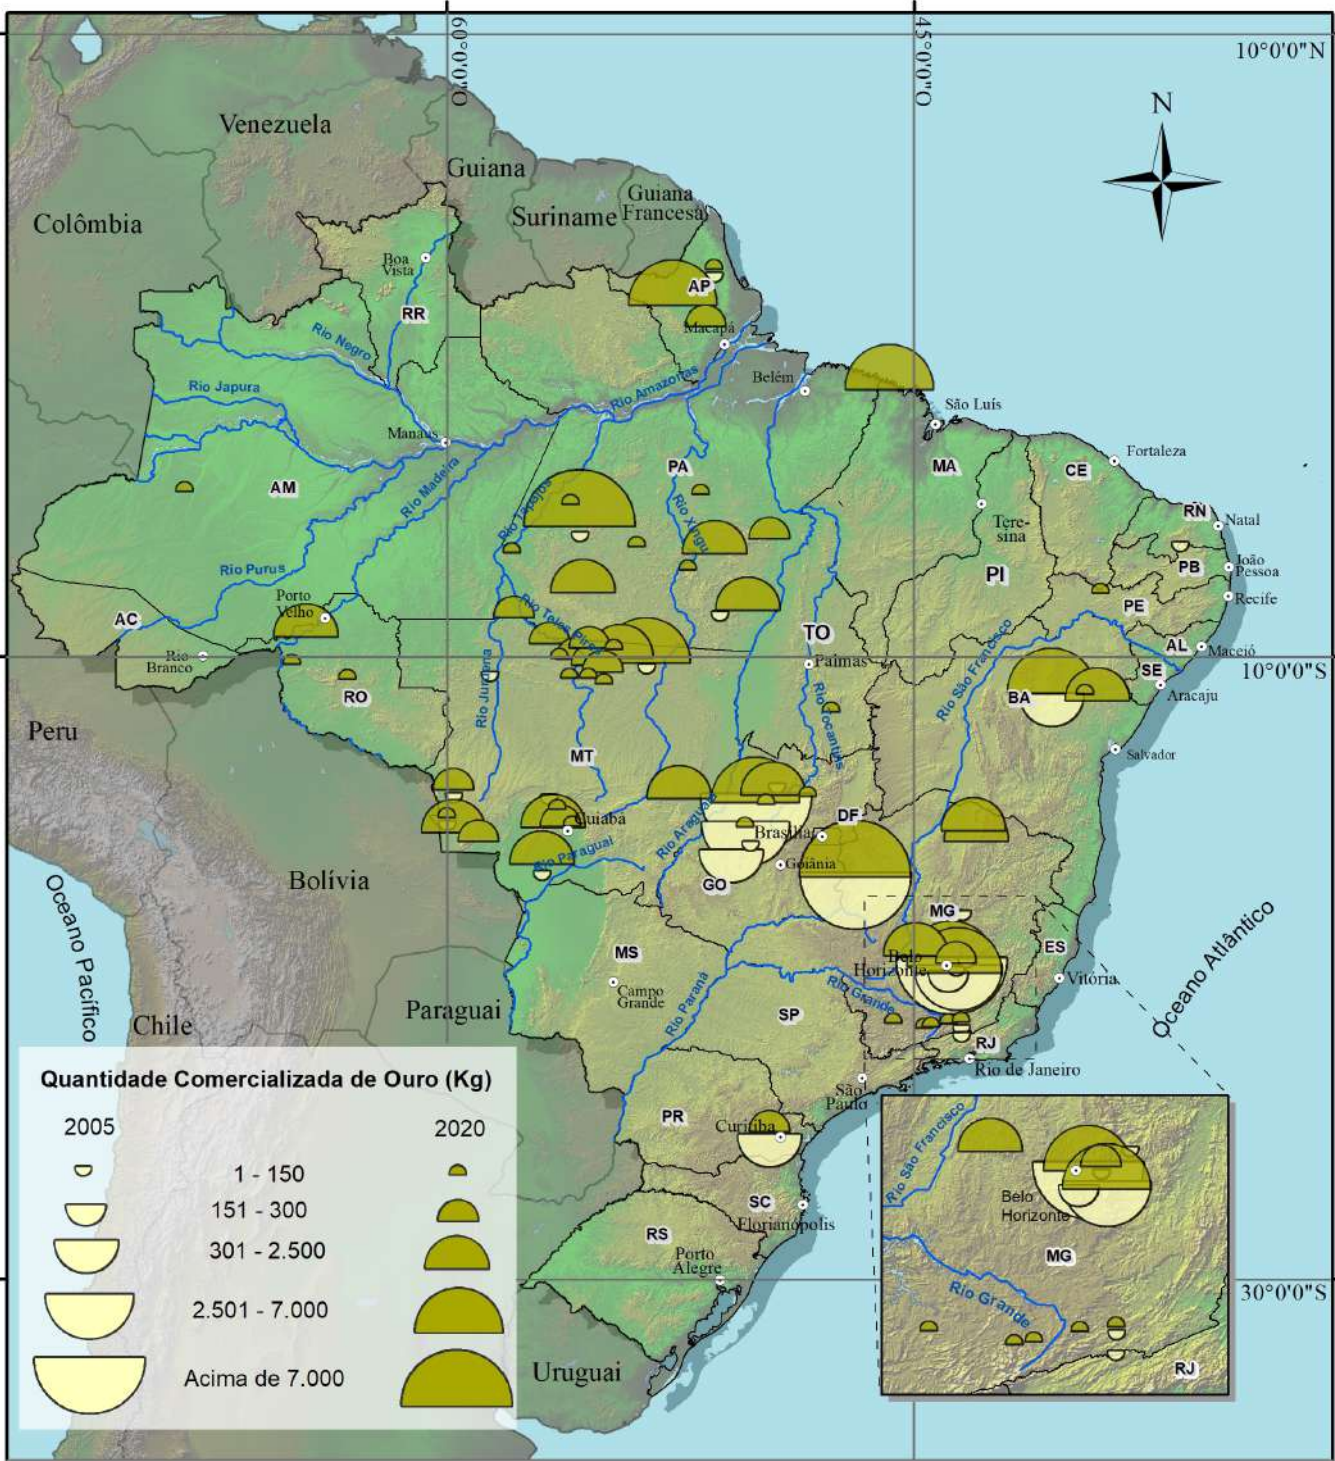 60°0'0"O
45°0'0"O
10°0'0"N
N
Venezuela
Guiana
Suriname
Guiana
Francesa
Colômbia
Boa
Vista
RR
AP
Macapá
Rio Negro
Rio Japura
Rio Amazonas
Belém
São Luís
Manaus
Rio Madeira
AM
PA
MA
CE
Fortaleza
Rio Tapajos
Rio Xingu
Tere-
sina
RN
Natal
Rio Purus
PI
PB
João
Pessoa
Porto
Velho
Rio Teles Pires
PE
Recife
AC
TO
Rio São Francisco
AL
Maceió
Rio
Branco
Palmas
SE
Aracaju
10°0'0"S
RO
Rio Juruena
Rio Tocantins
BA
Peru
MT
Salvador
Cuiabá
Rio Paraguai
Rio Araguaia
DF
Brasília
Goiânia
GO
Bolívia
Oceano Pacífico
MG
MS
Belo
Horizonte
ES
Vitória
Oceano Atlântico
Campo
Grande
Rio Paraná
Rio Grande
Paraguai
Chile
SP
RJ
Rio de Janeiro
São
Paulo
PR
Curitiba
SC
Florianópolis
RS
Porto
Alegre
30°0'0"S
Uruguai
Quantidade Comercializada de Ouro (Kg)
2005
2020
1 - 150
151 - 300
301 - 2.500
2.501 - 7.000
Acima de 7.000
Rio São Francisco
Belo
Horizonte
MG
Rio Grande
RJ